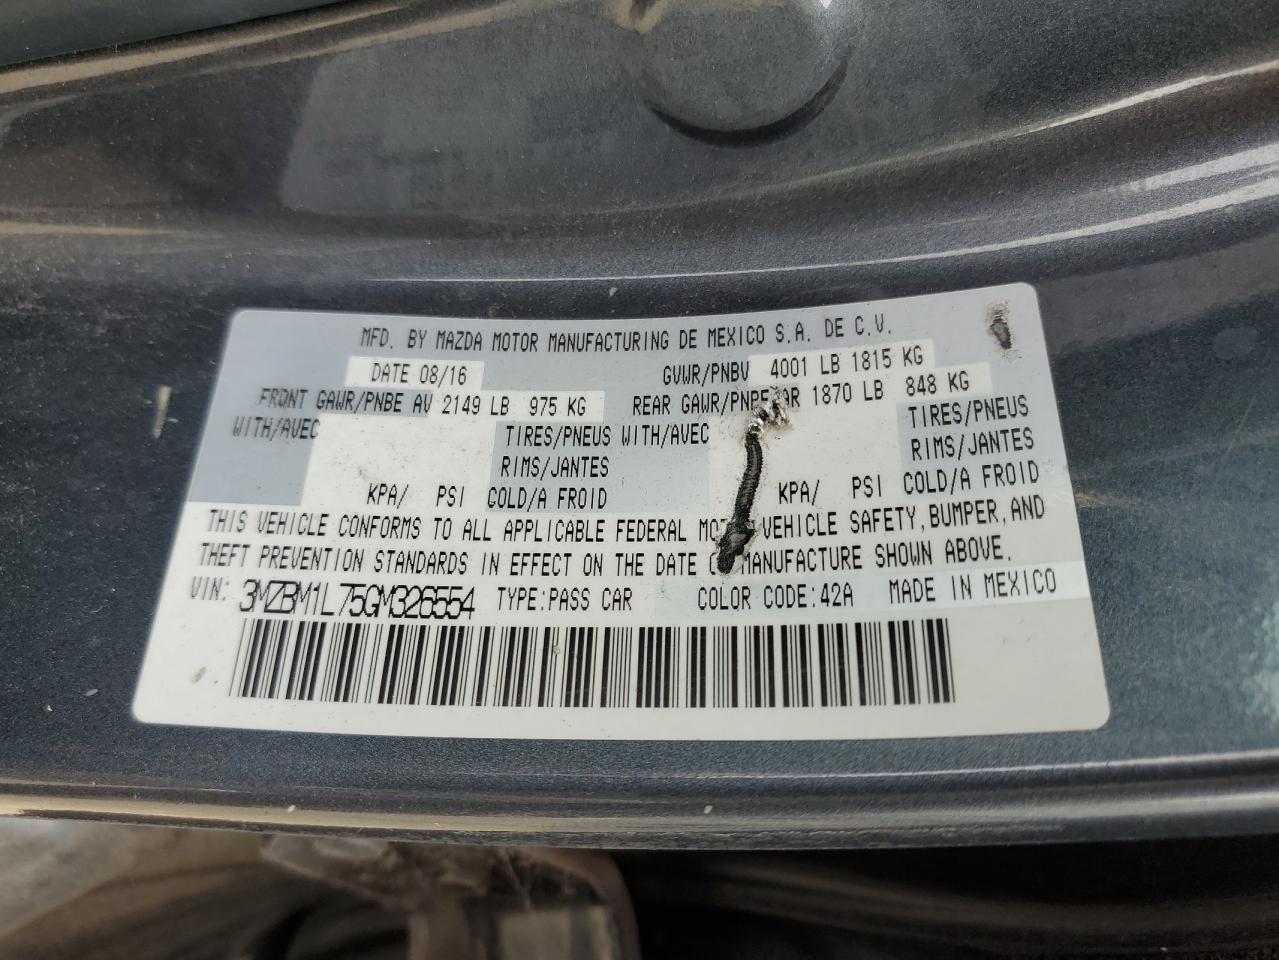 MFD. BY MAZDA MOTOR MANUFACTURING DE MEXICO S.A. DE C.V.
DATE 08/16 GVWR/PNBV 4001 LB 1815 KG
FRONT GAWR/PNBE AV 2149 LB 975 KG REAR GAWR/PNBE AR 1870 LB 848 KG
WITH/AVEC TIRES/PNEUS WITH/AVEC TIRES/PNEUS
RIMS/JANTES RIMS/JANTES
KPA/ PSI COLD/A FROID KPA/ PSI COLD/A FROID
THIS VEHICLE CONFORMS TO ALL APPLICABLE FEDERAL MOTOR VEHICLE SAFETY, BUMPER, AND
THEFT PREVENTION STANDARDS IN EFFECT ON THE DATE OF MANUFACTURE SHOWN ABOVE.
VIN: 3MZBM1L75GM326554 TYPE:PASS CAR COLOR CODE:42A MADE IN MEXICO